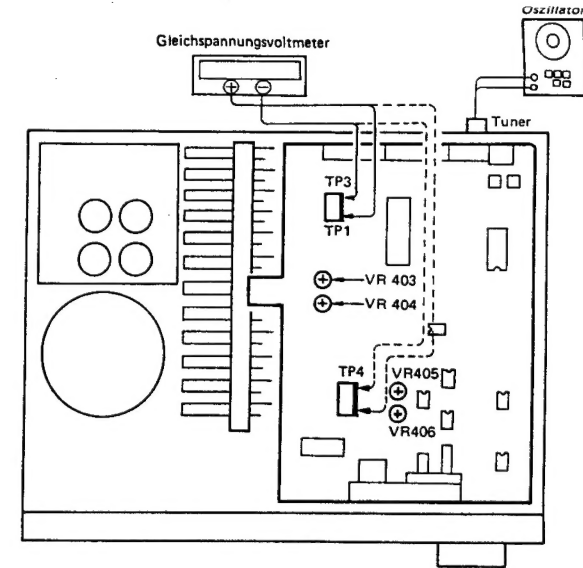 Oszillator
Gleichspannungsvoltmeter
Tuner
TP3
TP1
VR 403
VR 404
TP4
VR405
VR406